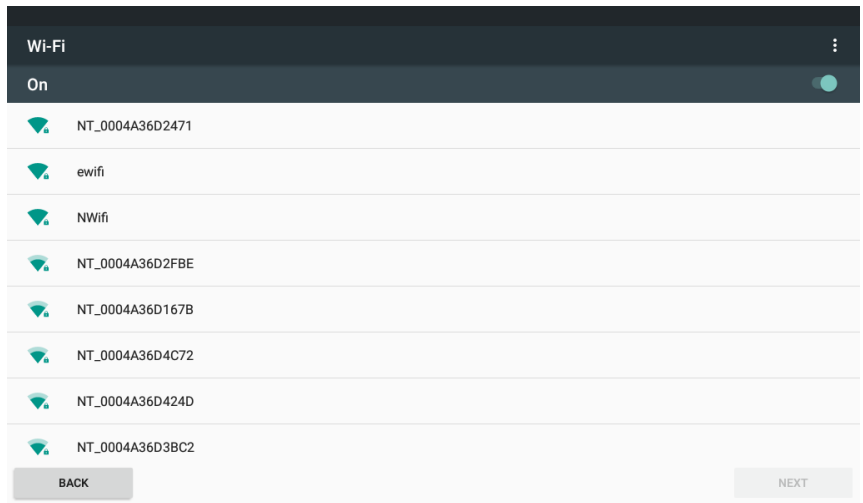 Wi-Fi
On
NT_0004A36D2471
ewifi
NWifi
NT_0004A36D2FBE
NT_0004A36D167B
NT_0004A36D4C72
NT_0004A36D424D
NT_0004A36D3BC2
BACK
NEXT